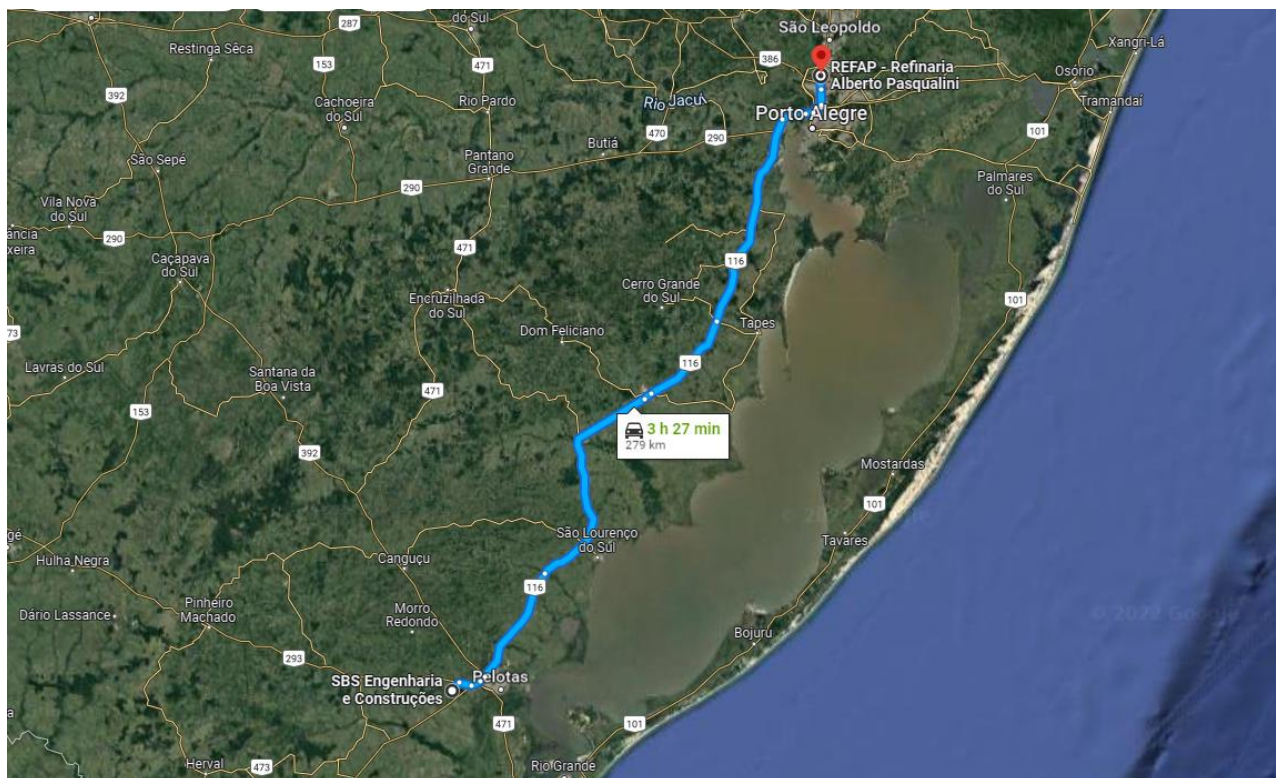 do Sul
287
São Leopoldo
Restinga Sêca
153
471
386
REFAP - Refinaria
Alberto Pasqualini
Xangri-Lá
Osório
Tramandaí
392
Cachoeira
do Sul
Rio Pardo
Rio Jacuí
Porto Alegre
101
São Sepé
Pantano
Grande
Butiá
470
290
290
Palmares
do Sul
Vila Nova
do Sul
290
xeira
Caçapava
do Sul
471
116
Encruzilhada
do Sul
Cerro Grande
do Sul
101
73
Dom Feliciano
Tapes
Lavras do Sul
Santana da
Boa Vista
471
116
153
3 h 27 min
279 km
392
Mostardas
101
São Lourenço
do Sul
Tavares
Hulha Negra
Canguçu
116
Dário Lassance
Pinheiro
Machado
Morro
Redondo
© 2022 Google
Bojuru
293
SBS Engenharia
e Construções
Pelotas
471
101
Herval
473
Rio Grande